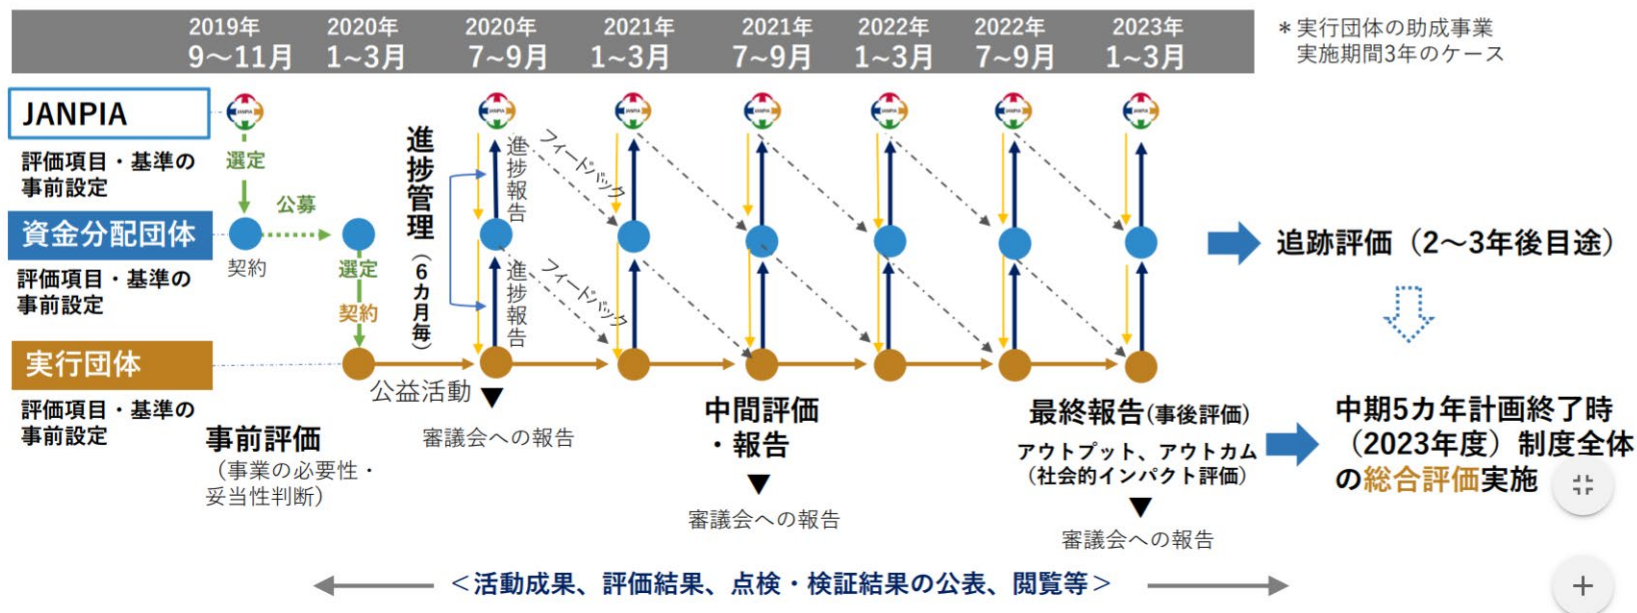 2019年
9～11月
2020年
1~3月
2020年
7~9月
2021年
1~3月
2021年
7~9月
2022年
1~3月
2022年
7~9月
2023年
1~3月
＊実行団体の助成事業
実施期間3年のケース
JANPIA
評価項目・基準の
事前設定
選定
公募
資金分配団体
契約
評価項目・基準の
事前設定
選定
契約
実行団体
評価項目・基準の
事前設定
進捗管理（6カ月毎）
進捗報告
進捗報告
フィードバック
フィードバック
公益活動
審議会への報告
事前評価
（事業の必要性・
妥当性判断）
中間評価
・報告
審議会への報告
最終報告(事後評価)
アウトプット、アウトカム
（社会的インパクト評価）
審議会への報告
追跡評価（2～3年後目途）
中期5カ年計画終了時
（2023年度）制度全体
の総合評価実施
＜活動成果、評価結果、点検・検証結果の公表、閲覧等＞